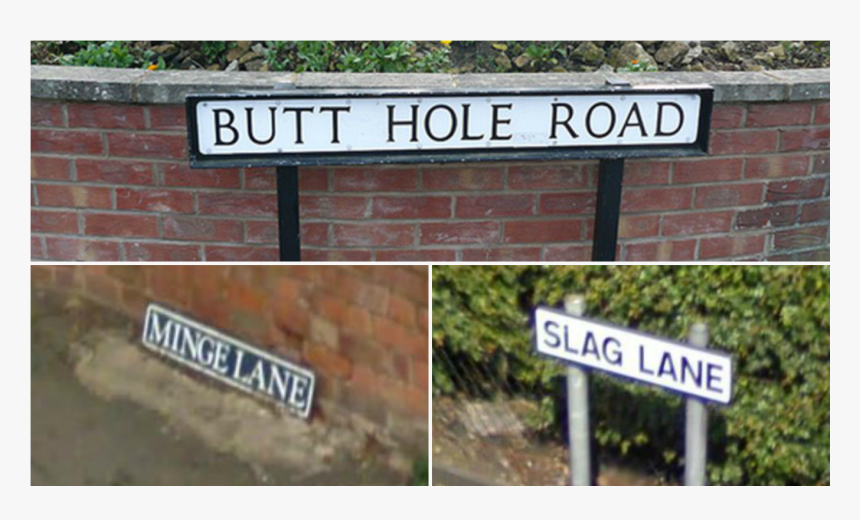 BUTT HOLE ROAD
MINGE LANE
SLAG LANE